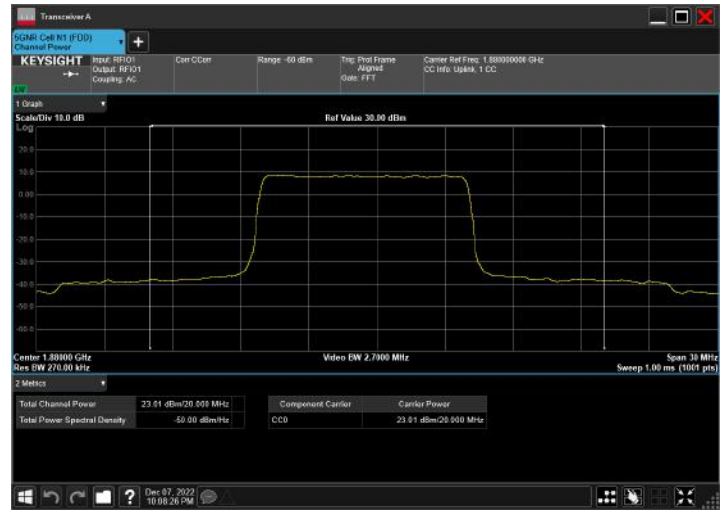 Transceiver A
5GNR Cell N1 (FDD)
Channel Power
KEYSIGHT
Input: RFIO1
Output: RFIO1
Coupling: AC
Corr CCorr
Range: -60 dBm
Trig: Prot Frame
Aligned
Gate: FFT
Carrier Ref Freq: 1.880000000 GHz
CC Info: Uplink, 1 CC
1 Graph
Scale/Div 10.0 dB
Ref Value 30.00 dBm
Log
20.0
10.0
0.00
-10.0
-20.0
-30.0
-40.0
-50.0
-60.0
Center 1.88000 GHz
Video BW 2.7000 MHz
Span 30 MHz
Res BW 270.00 kHz
Sweep 1.00 ms (1001 pts)
2 Metrics
Total Channel Power 23.01 dBm/20.000 MHz
Total Power Spectral Density -50.00 dBm/Hz
Component Carrier Carrier Power
CC0 23.01 dBm/20.000 MHz
Dec 07, 2022
10:08:26 PM